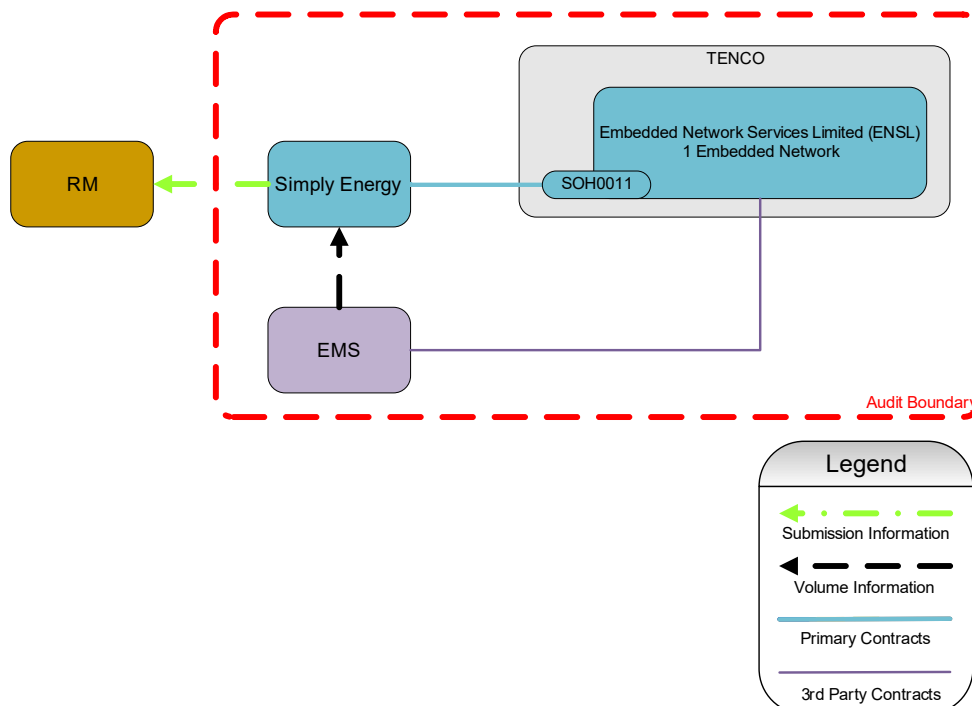 TENCO
Embedded Network Services Limited (ENSL)
1 Embedded Network
RM
Simply Energy
SOH0011
EMS
Audit Boundary
Legend
Submission Information
Volume Information
Primary Contracts
3rd Party Contracts